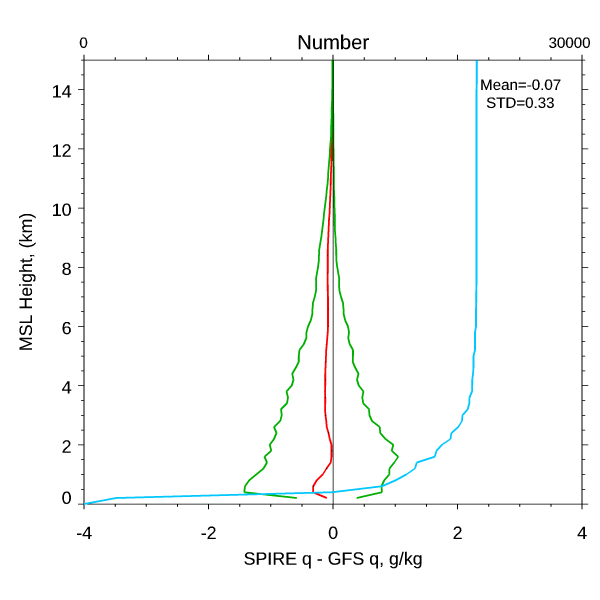 0 Number 30000
Mean=-0.07
STD=0.33
14
12
10
8
6
4
2
0
MSL Height, (km)
-4 -2 0 2 4
SPIRE q - GFS q, g/kg